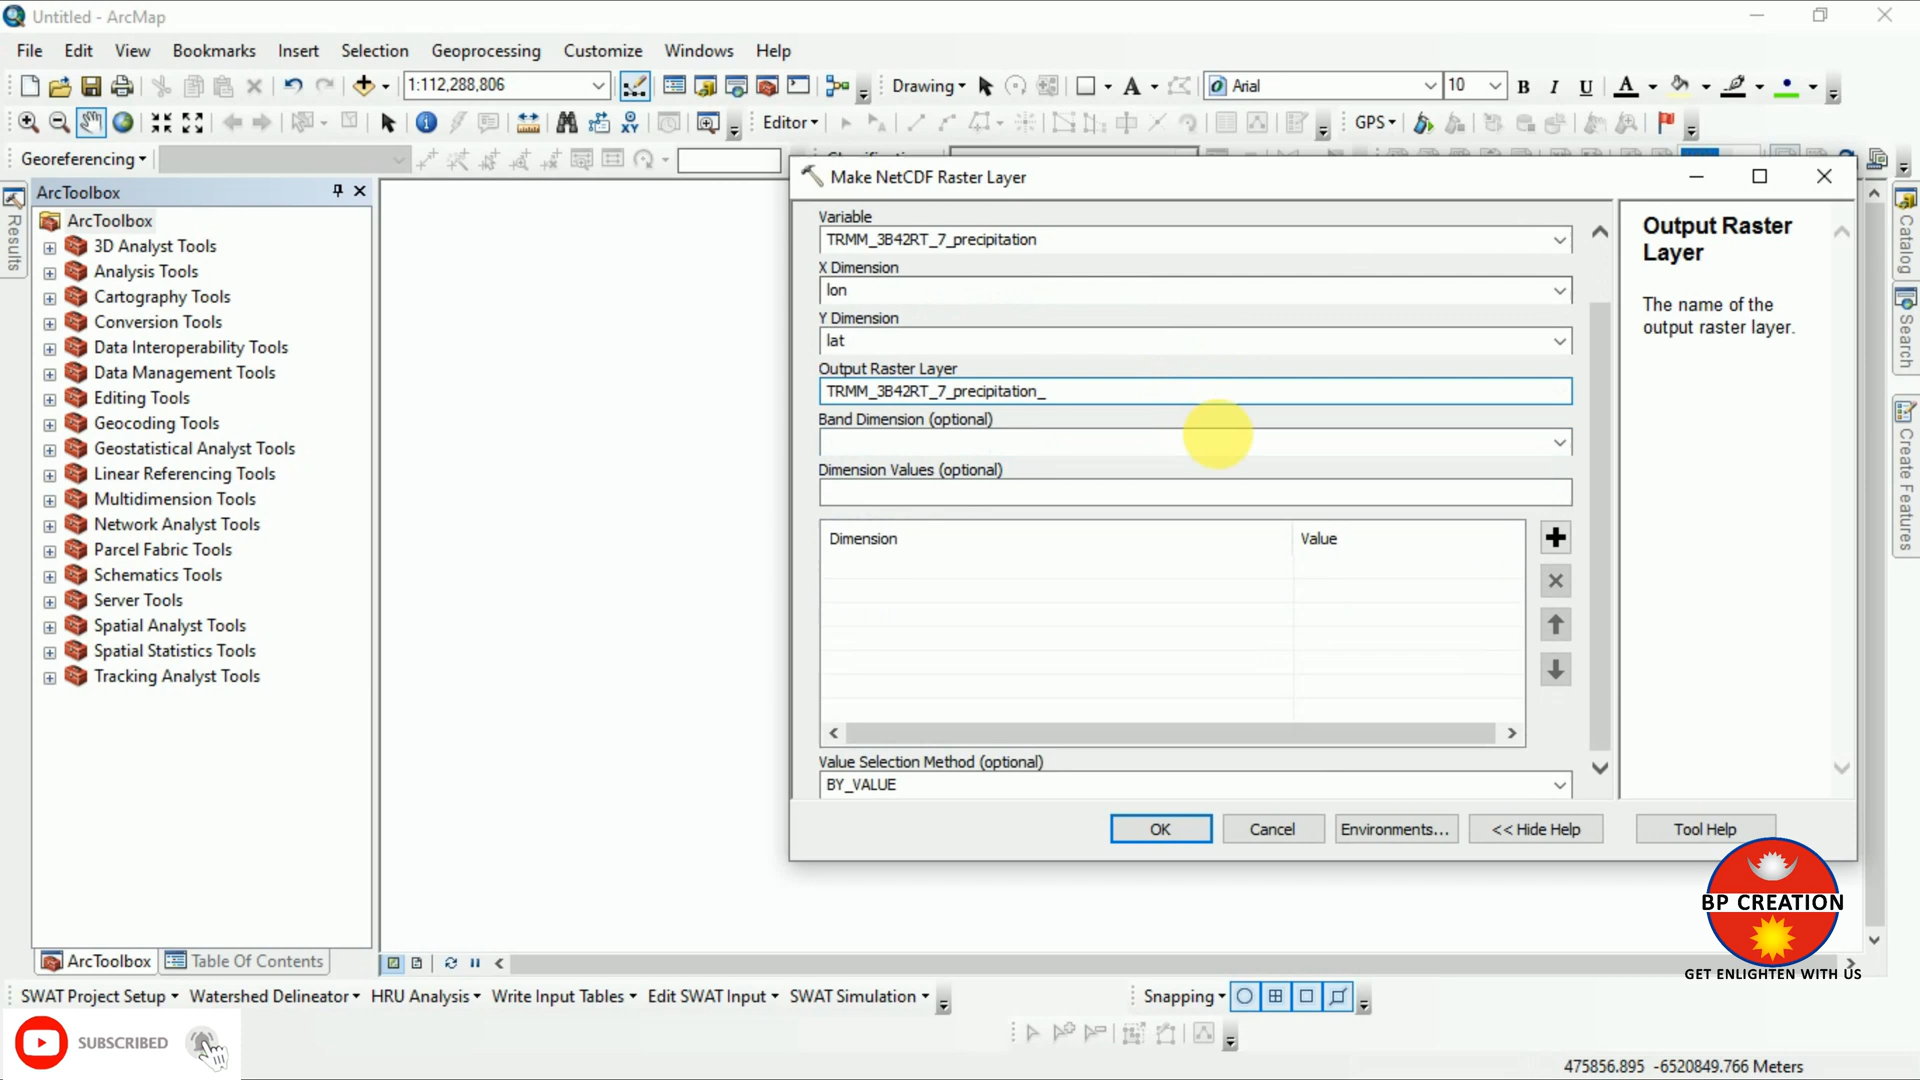 Untitled - ArcMap
File Edit View Bookmarks Insert Selection Geoprocessing Customize Windows Help
1:112,288,806 Drawing A Arial 10 B I U A
Editor GPS
Georeferencing
ArcToolbox
Results
ArcToolbox
3D Analyst Tools
Analysis Tools
Cartography Tools
Conversion Tools
Data Interoperability Tools
Data Management Tools
Editing Tools
Geocoding Tools
Geostatistical Analyst Tools
Linear Referencing Tools
Multidimension Tools
Network Analyst Tools
Parcel Fabric Tools
Schematics Tools
Server Tools
Spatial Analyst Tools
Spatial Statistics Tools
Tracking Analyst Tools
ArcToolbox Table Of Contents
Make NetCDF Raster Layer
Variable
TRMM_3B42RT_7_precipitation
X Dimension
lon
Y Dimension
lat
Output Raster Layer
TRMM_3B42RT_7_precipitation_
Band Dimension (optional)
Dimension Values (optional)
Dimension Value
Value Selection Method (optional)
BY_VALUE
OK Cancel Environments... << Hide Help Tool Help
Output Raster
Layer
The name of the
output raster layer.
Catalog
Search
Create Features
BP CREATION
GET ENLIGHTEN WITH US
SWAT Project Setup Watershed Delineator HRU Analysis Write Input Tables Edit SWAT Input SWAT Simulation Snapping
SUBSCRIBED
475856.895 -6520849.766 Meters